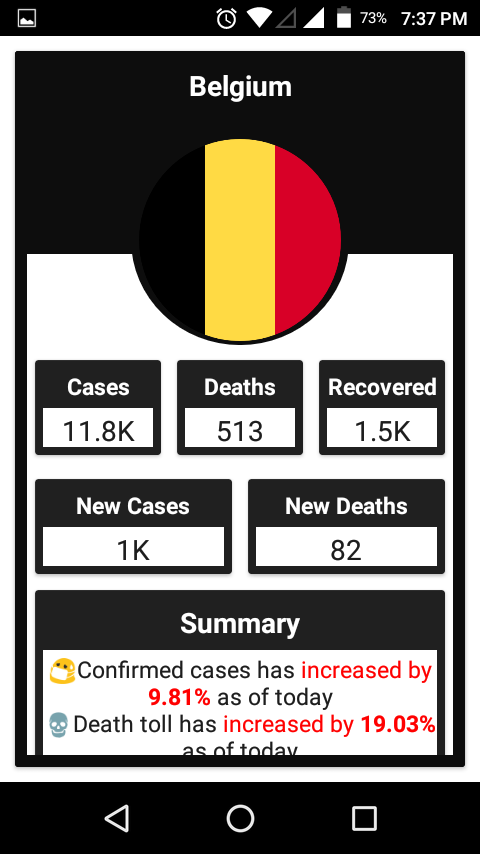 73% 7:37 PM
Belgium
Cases Deaths Recovered
11.8K 513 1.5K
New Cases New Deaths
1K 82
Summary
😷Confirmed cases has increased by
9.81% as of today
💀Death toll has increased by 19.03%
as of today